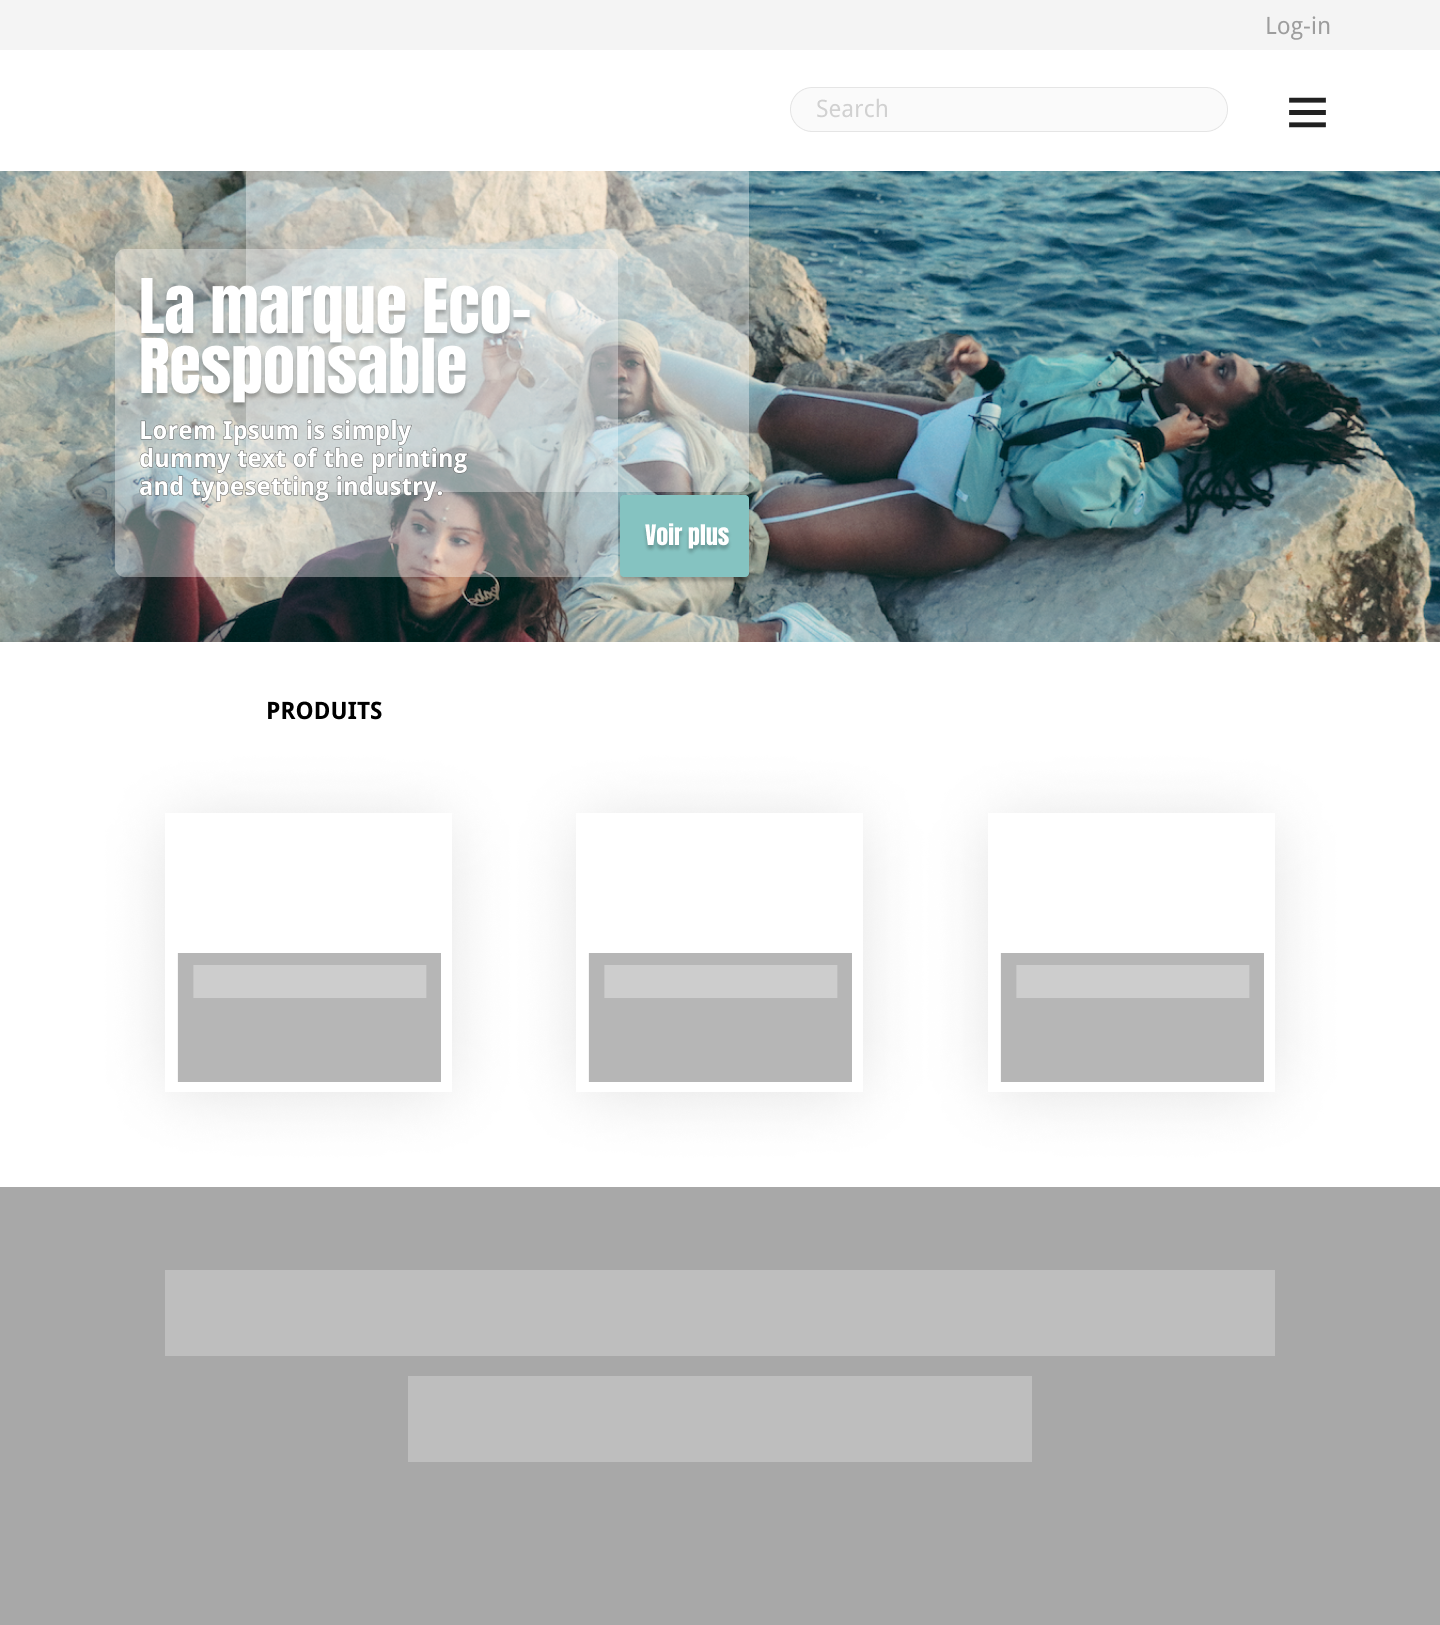 Log-in
Search
La marque Eco-
Responsable
Lorem Ipsum is simply
dummy text of the printing
and typesetting industry.
Voir plus
PRODUITS